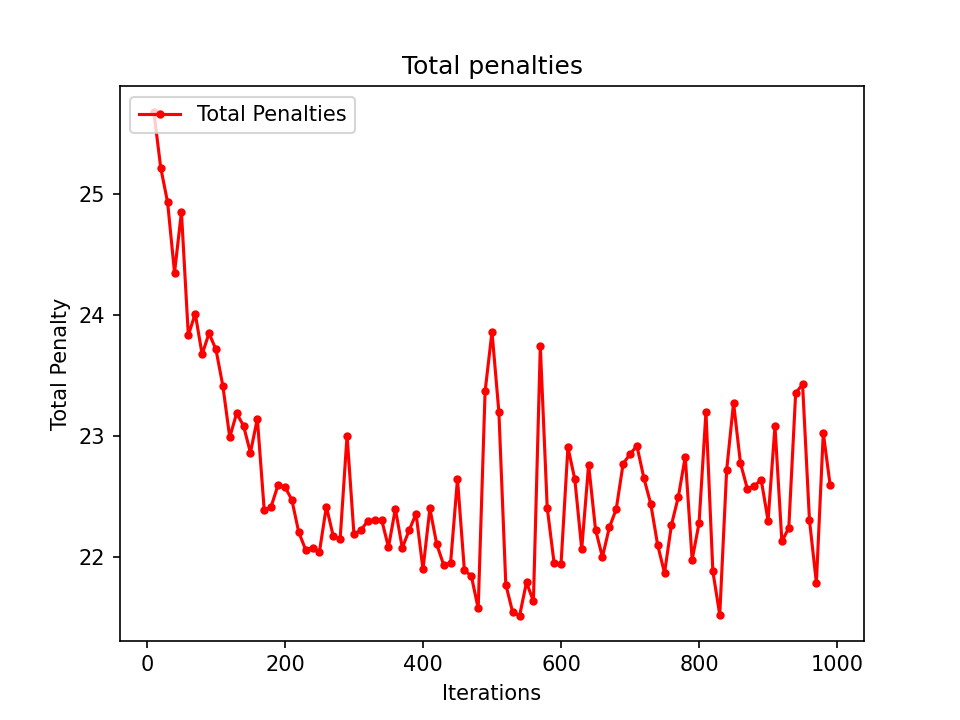 Total penalties
Total Penalties
Total Penalty
25
24
23
22
0 200 400 600 800 1000
Iterations